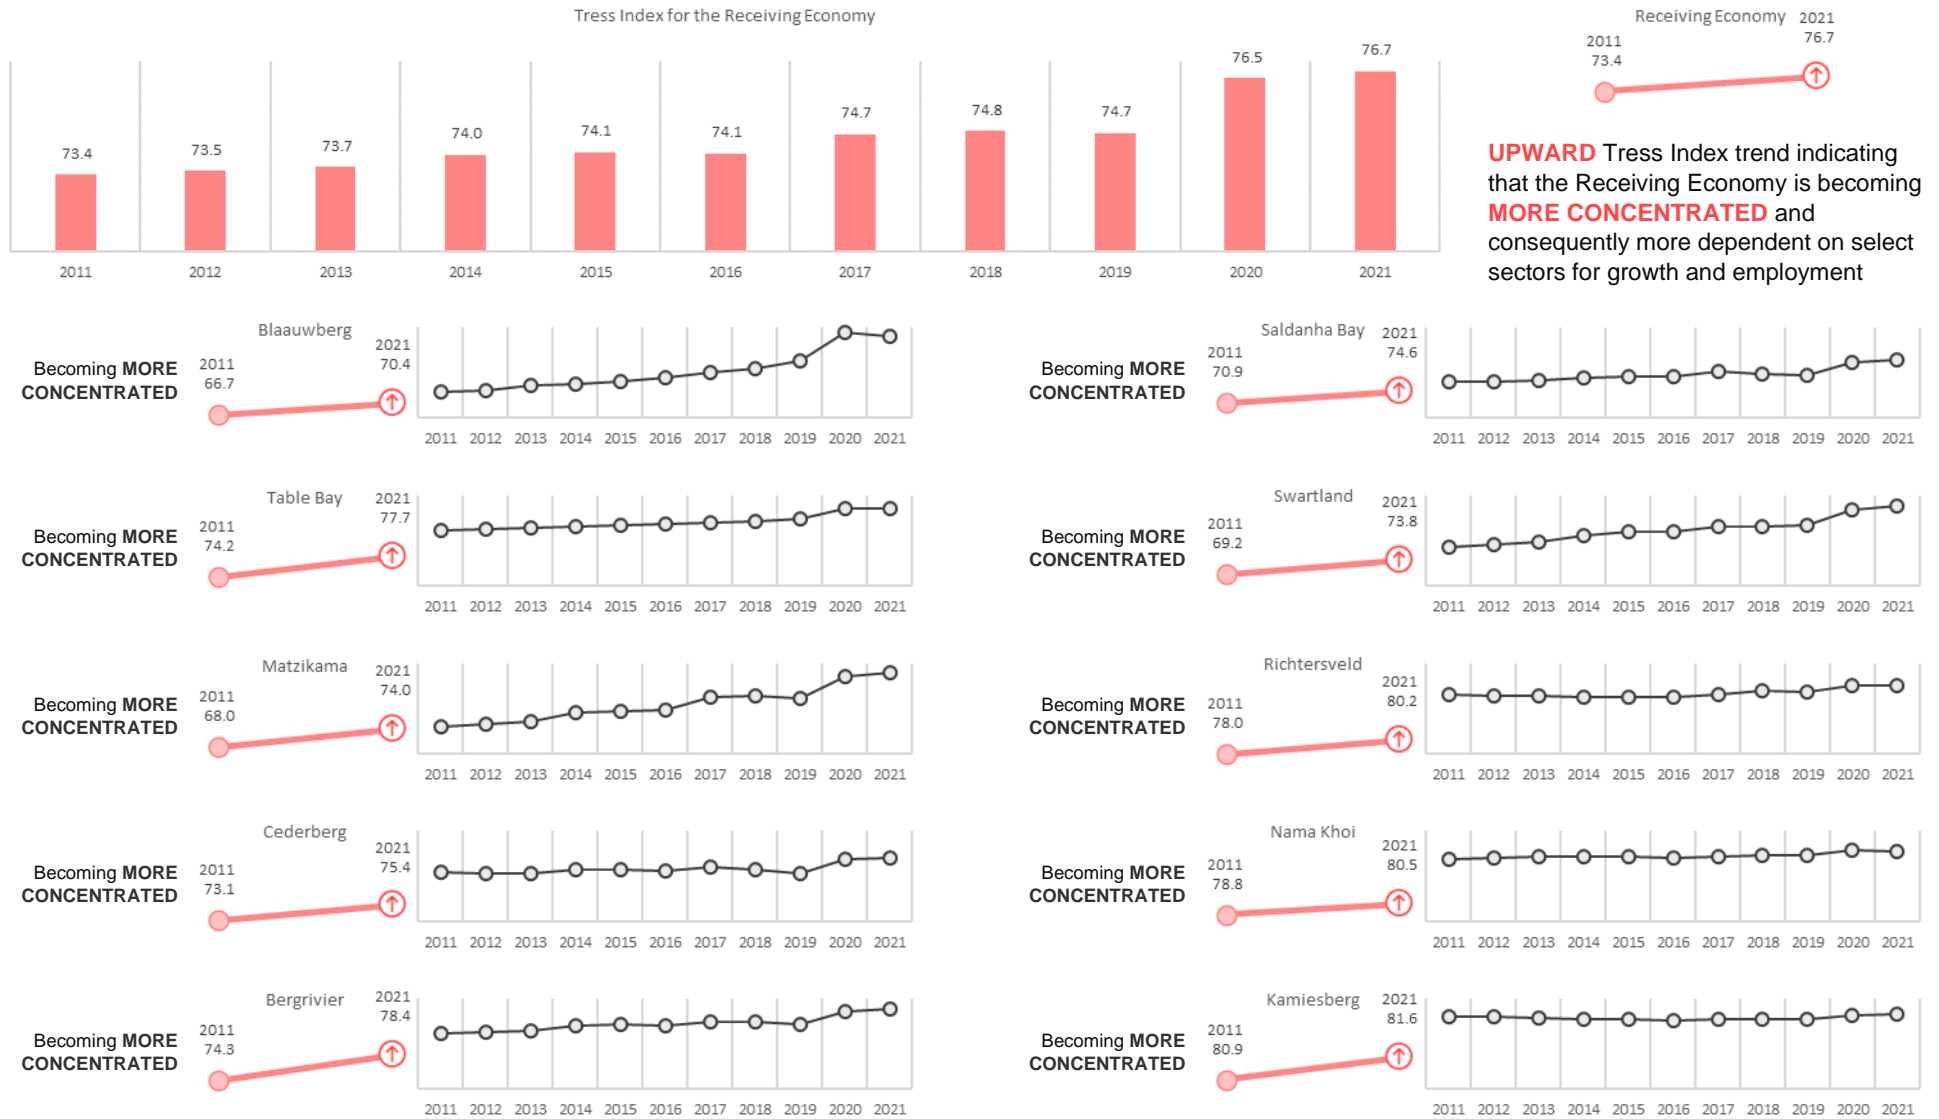 Tress Index for the Receiving Economy
73.4
73.5
73.7
74.0
74.1
74.1
74.7
74.8
74.7
76.5
76.7
2011 2012 2013 2014 2015 2016 2017 2018 2019 2020 2021
Receiving Economy
2011
73.4
2021
76.7
UPWARD Tress Index trend indicating
that the Receiving Economy is becoming
MORE CONCENTRATED and
consequently more dependent on select
sectors for growth and employment
Becoming MORE
CONCENTRATED
Blaauwberg
2011
66.7
2021
70.4
2011 2012 2013 2014 2015 2016 2017 2018 2019 2020 2021
Becoming MORE
CONCENTRATED
Saldanha Bay
2011
70.9
2021
74.6
2011 2012 2013 2014 2015 2016 2017 2018 2019 2020 2021
Becoming MORE
CONCENTRATED
Table Bay
2011
74.2
2021
77.7
2011 2012 2013 2014 2015 2016 2017 2018 2019 2020 2021
Becoming MORE
CONCENTRATED
Swartland
2011
69.2
2021
73.8
2011 2012 2013 2014 2015 2016 2017 2018 2019 2020 2021
Becoming MORE
CONCENTRATED
Matzikama
2011
68.0
2021
74.0
2011 2012 2013 2014 2015 2016 2017 2018 2019 2020 2021
Becoming MORE
CONCENTRATED
Richtersveld
2011
78.0
2021
80.2
2011 2012 2013 2014 2015 2016 2017 2018 2019 2020 2021
Becoming MORE
CONCENTRATED
Cederberg
2011
73.1
2021
75.4
2011 2012 2013 2014 2015 2016 2017 2018 2019 2020 2021
Becoming MORE
CONCENTRATED
Nama Khoi
2011
78.8
2021
80.5
2011 2012 2013 2014 2015 2016 2017 2018 2019 2020 2021
Becoming MORE
CONCENTRATED
Bergrivier
2011
74.3
2021
78.4
2011 2012 2013 2014 2015 2016 2017 2018 2019 2020 2021
Becoming MORE
CONCENTRATED
Kamiesberg
2011
80.9
2021
81.6
2011 2012 2013 2014 2015 2016 2017 2018 2019 2020 2021